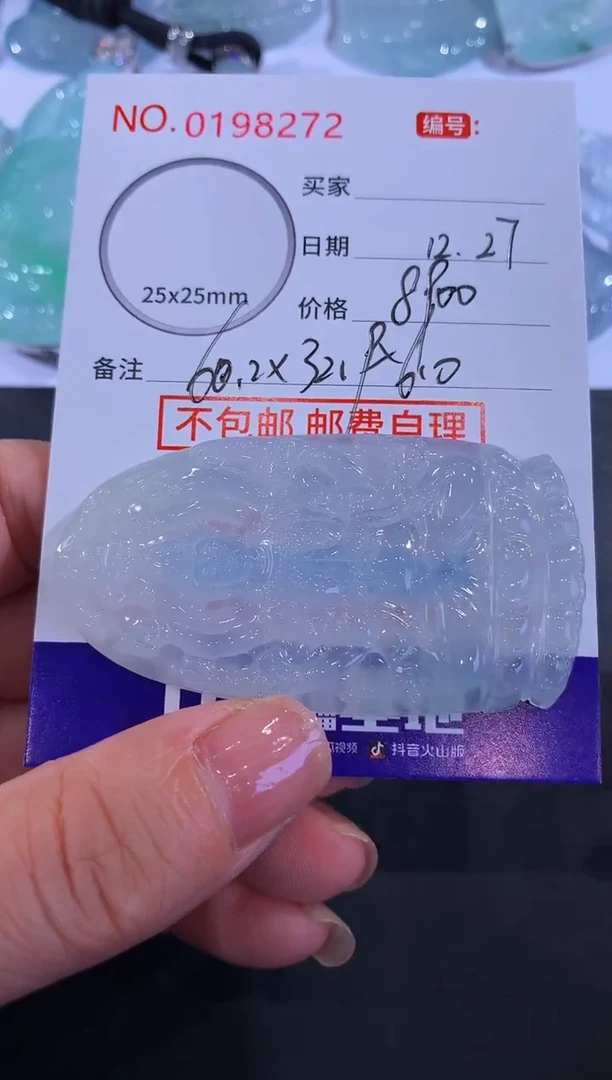 NO. 0198272 编号:
买家
日期 12.27
25x25mm
价格 8800
备注 60.2x32.1x6.0
不包邮 邮费自理
抖音火山版